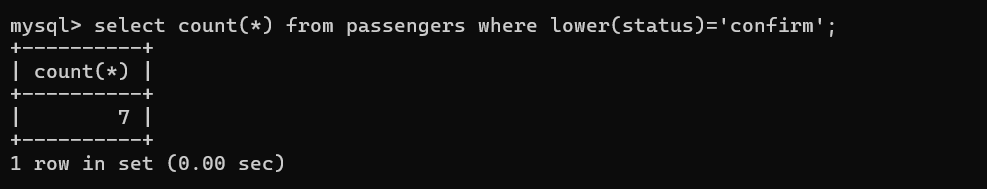 mysql> select count(*) from passengers where lower(status)='confirm';
+----------+
| count(*) |
+----------+
|        7 |
+----------+
1 row in set (0.00 sec)